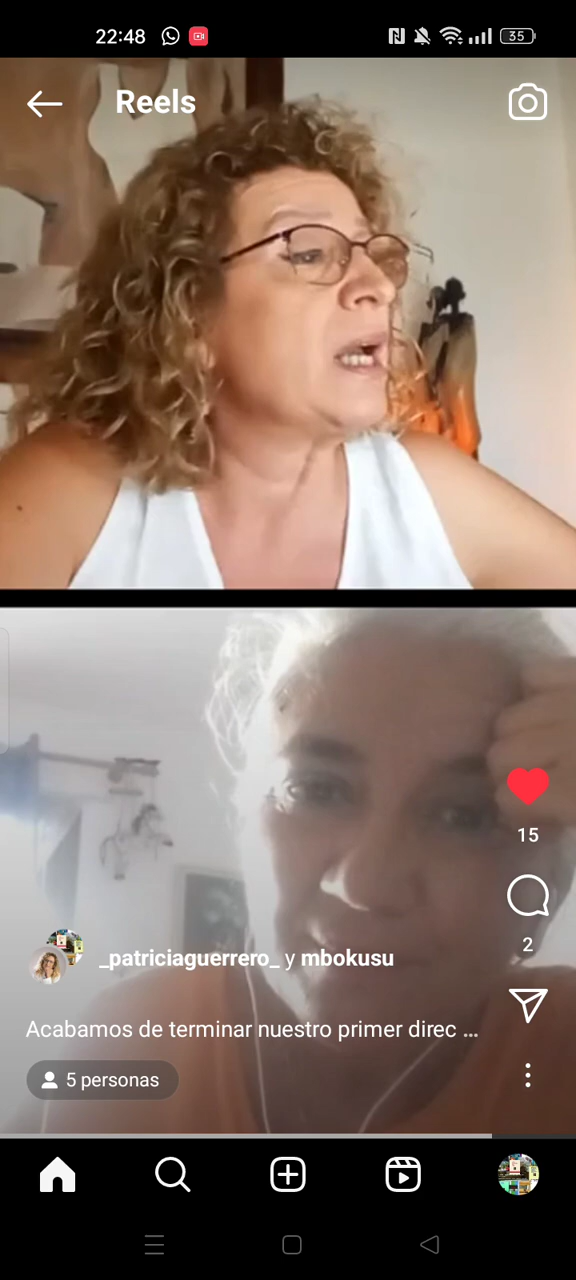 22:48
35
Reels
15
2
_patriciaguerrero_ y mbokusu
Acabamos de terminar nuestro primer direc ...
5 personas